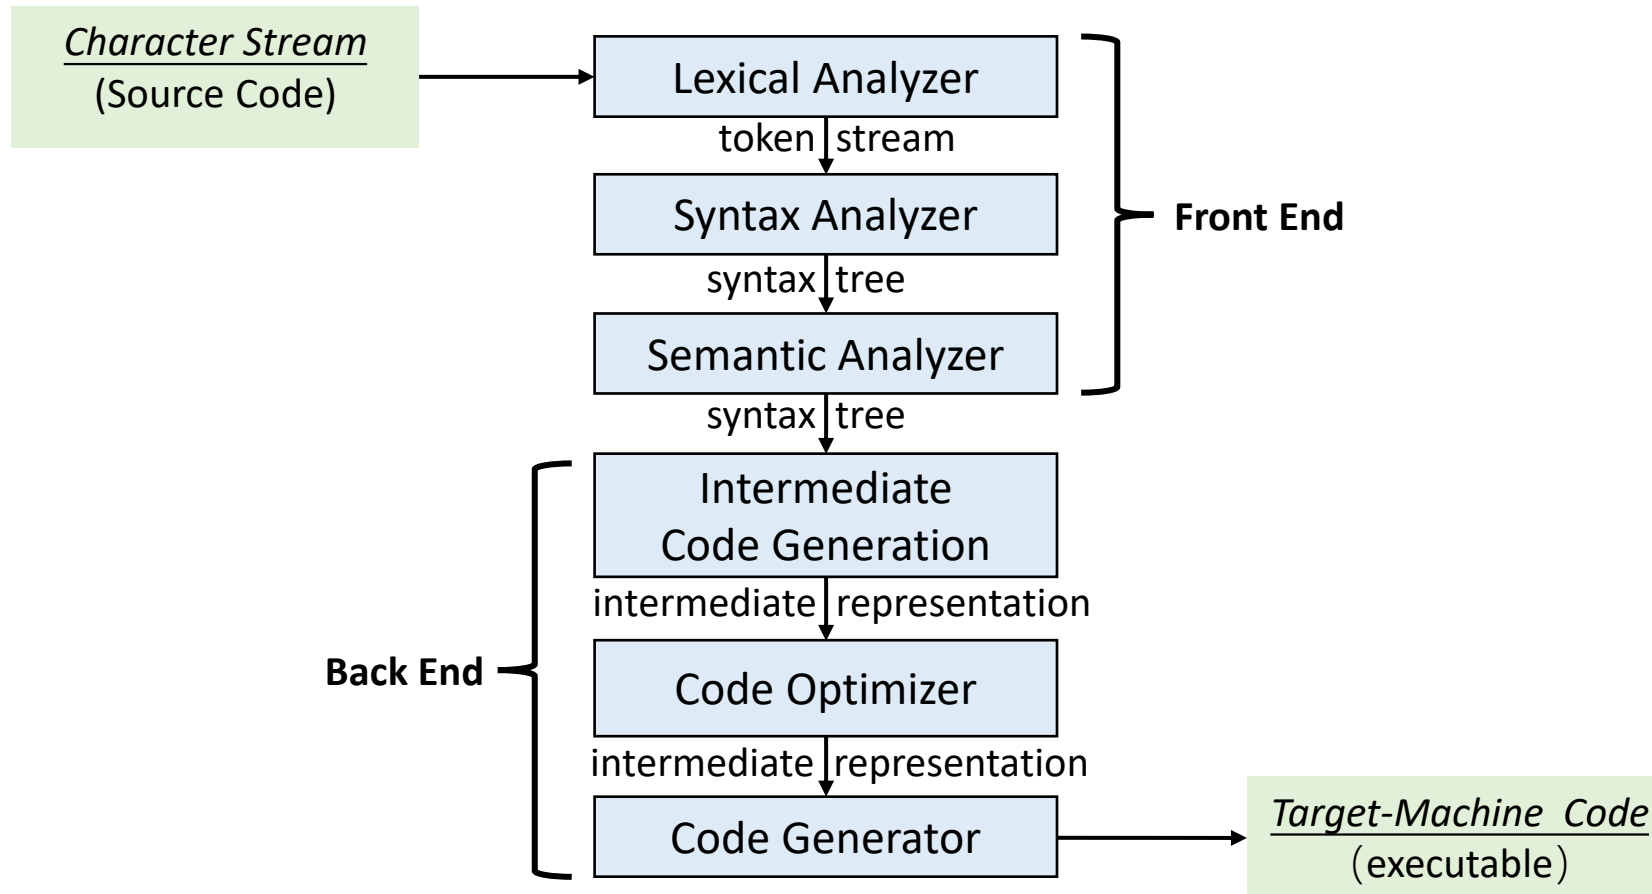 Character Stream
(Source Code)
Lexical Analyzer
token stream
Syntax Analyzer
Front End
syntax tree
Semantic Analyzer
syntax tree
Intermediate
Code Generation
intermediate representation
Back End
Code Optimizer
intermediate representation
Code Generator
Target-Machine Code
（executable）